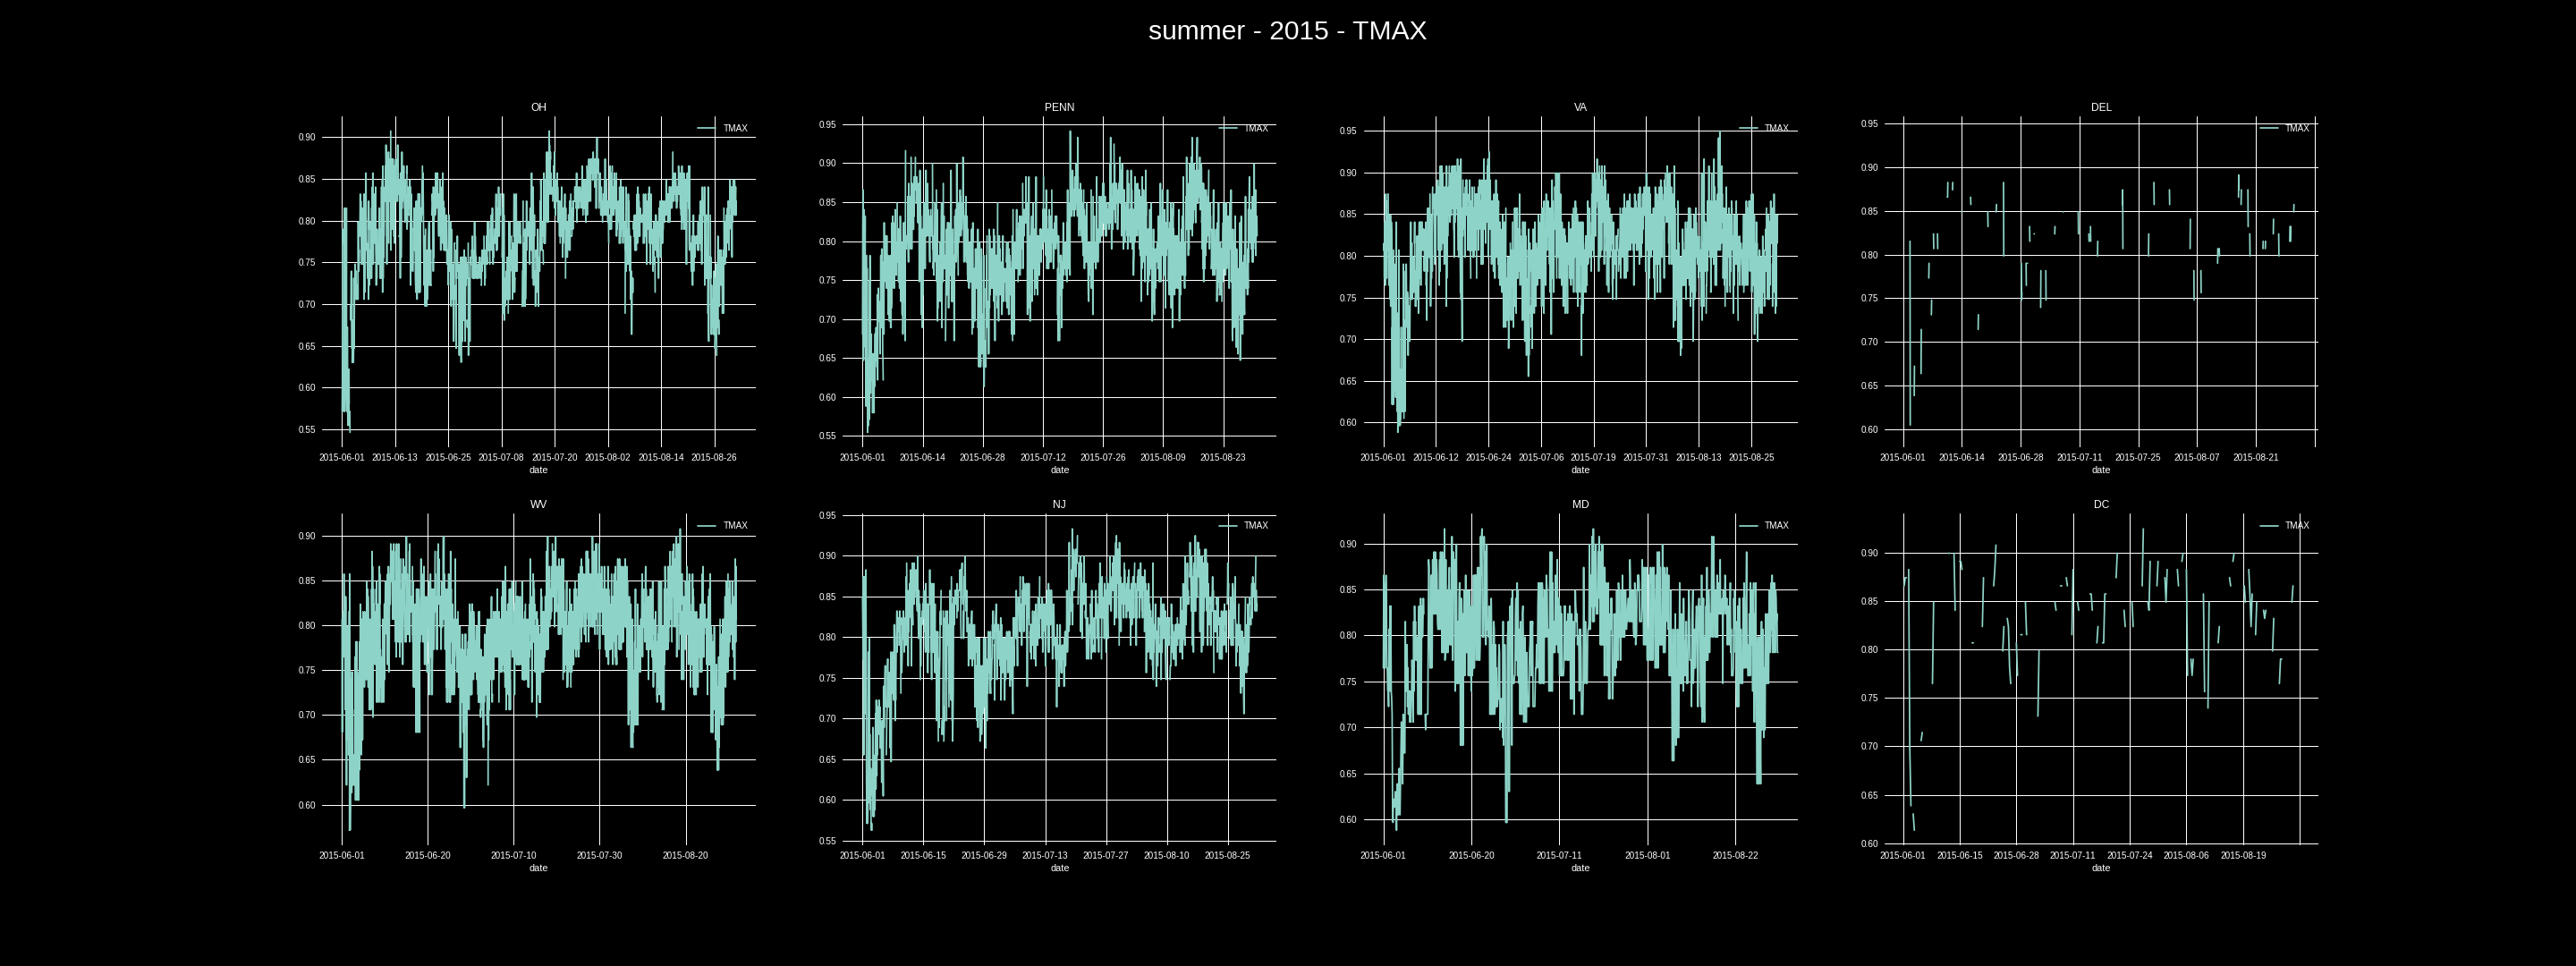 summer - 2015 - TMAX
OH
TMAX
0.90
0.85
0.80
0.75
0.70
0.65
0.60
0.55
2015-06-01 2015-06-13 2015-06-25 2015-07-08 2015-07-20 2015-08-02 2015-08-14 2015-08-26
date
PENN
TMAX
0.95
0.90
0.85
0.80
0.75
0.70
0.65
0.60
0.55
2015-06-01 2015-06-14 2015-06-28 2015-07-12 2015-07-26 2015-08-09 2015-08-23
date
VA
TMAX
0.95
0.90
0.85
0.80
0.75
0.70
0.65
0.60
2015-06-01 2015-06-12 2015-06-24 2015-07-06 2015-07-19 2015-07-31 2015-08-13 2015-08-25
date
DEL
TMAX
0.95
0.90
0.85
0.80
0.75
0.70
0.65
0.60
2015-06-01 2015-06-14 2015-06-28 2015-07-11 2015-07-25 2015-08-07 2015-08-21
date
WV
TMAX
0.90
0.85
0.80
0.75
0.70
0.65
0.60
2015-06-01 2015-06-20 2015-07-10 2015-07-30 2015-08-20
date
NJ
TMAX
0.95
0.90
0.85
0.80
0.75
0.70
0.65
0.60
0.55
2015-06-01 2015-06-15 2015-06-29 2015-07-13 2015-07-27 2015-08-10 2015-08-25
date
MD
TMAX
0.90
0.85
0.80
0.75
0.70
0.65
0.60
2015-06-01 2015-06-20 2015-07-11 2015-08-01 2015-08-22
date
DC
TMAX
0.90
0.85
0.80
0.75
0.70
0.65
0.60
2015-06-01 2015-06-15 2015-06-28 2015-07-11 2015-07-24 2015-08-06 2015-08-19
date